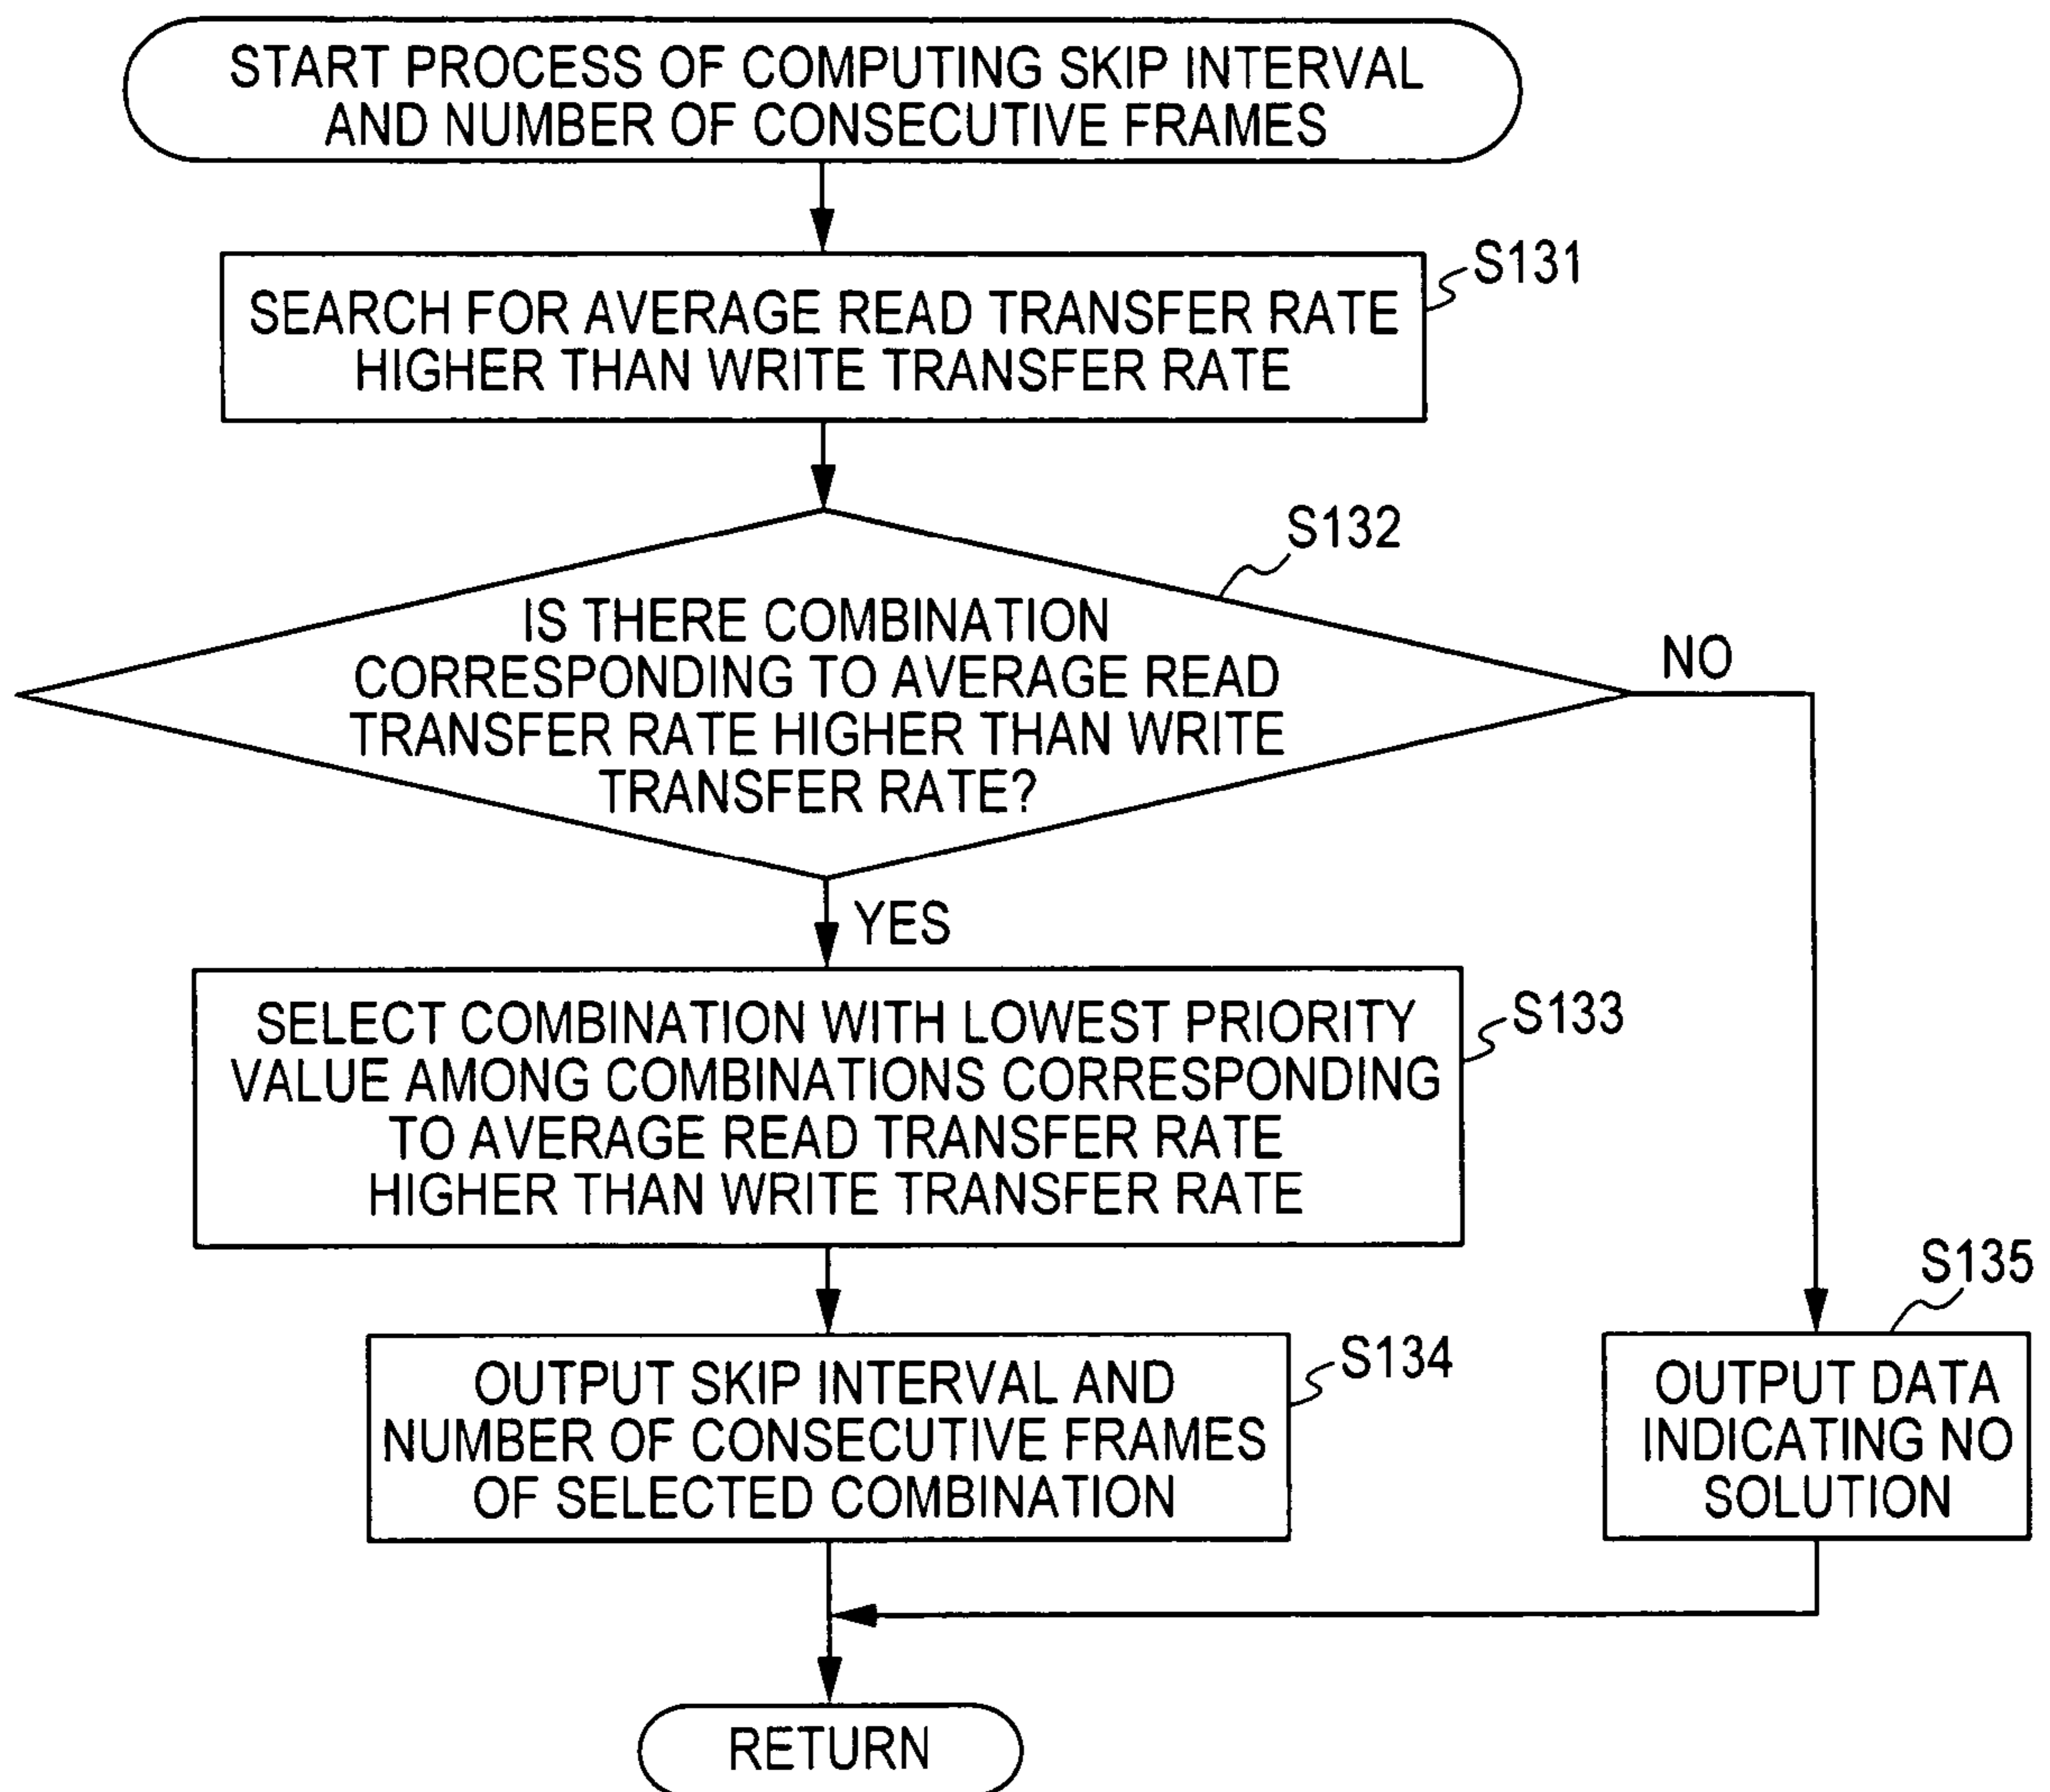 START PROCESS OF COMPUTING SKIP INTERVAL
AND NUMBER OF CONSECUTIVE FRAMES
S131
SEARCH FOR AVERAGE READ TRANSFER RATE
HIGHER THAN WRITE TRANSFER RATE
S132
IS THERE COMBINATION
CORRESPONDING TO AVERAGE READ
TRANSFER RATE HIGHER THAN WRITE
TRANSFER RATE?
NO
YES
S133
SELECT COMBINATION WITH LOWEST PRIORITY
VALUE AMONG COMBINATIONS CORRESPONDING
TO AVERAGE READ TRANSFER RATE
HIGHER THAN WRITE TRANSFER RATE
S134
OUTPUT SKIP INTERVAL AND
NUMBER OF CONSECUTIVE FRAMES
OF SELECTED COMBINATION
S135
OUTPUT DATA
INDICATING NO
SOLUTION
RETURN